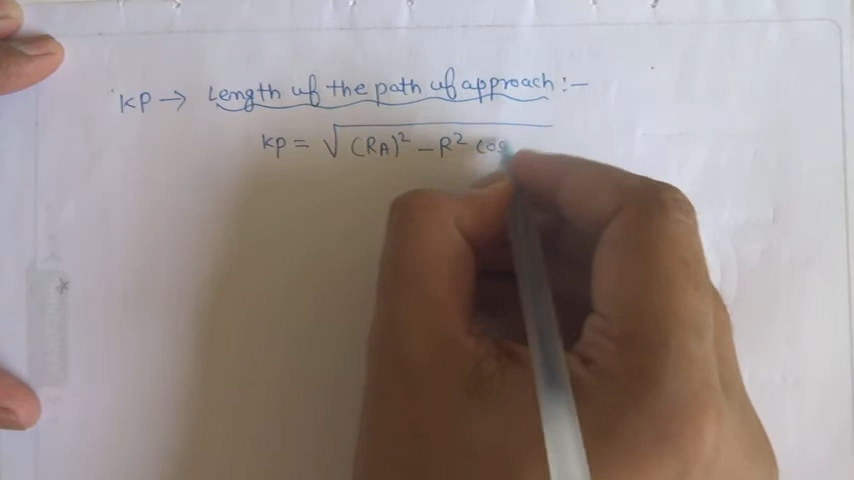 KP → Length of the path of approach :-
KP = √(RA)² - R² cos